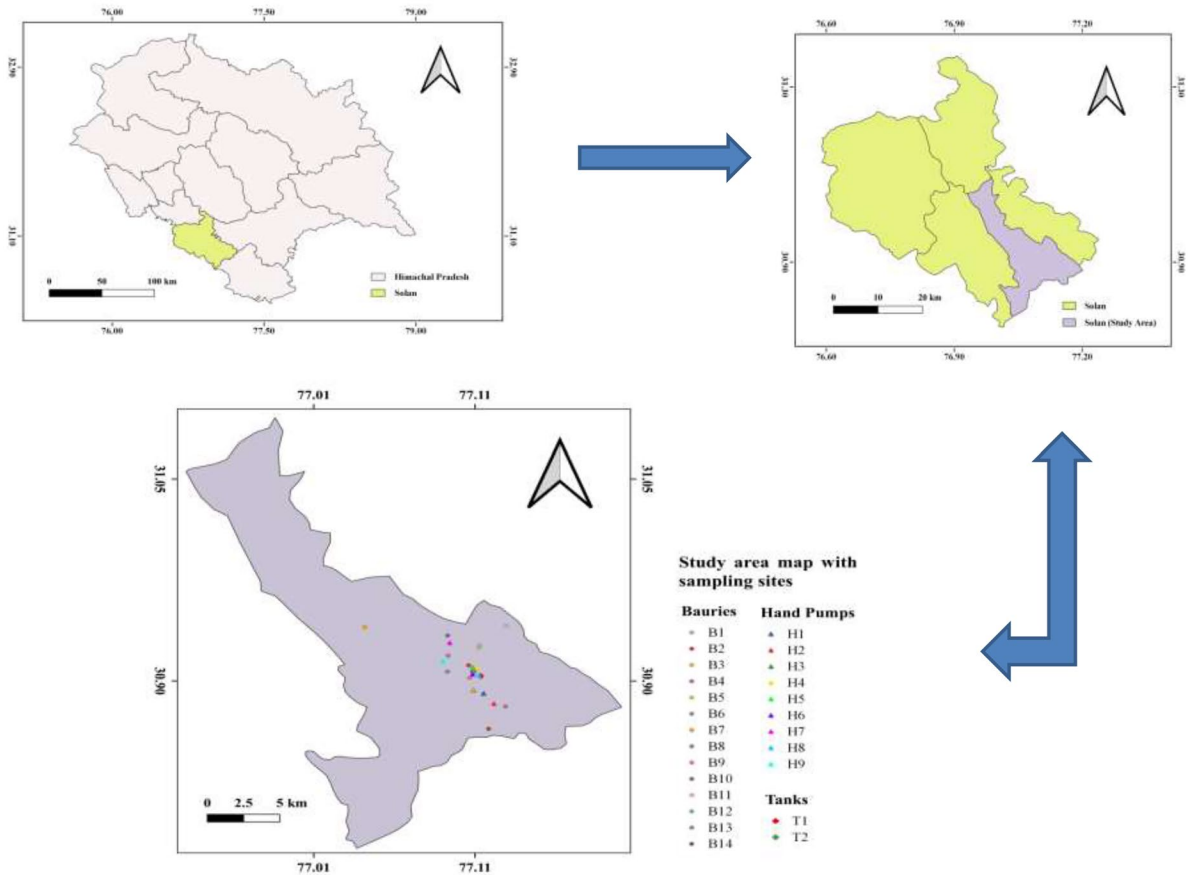 76.00 77.50 79.00
32.90 32.90
31.10 31.10
0 50 100 km
Himachal Pradesh
Solan
76.00 77.50 79.00
76.60 76.90 77.20
31.10 31.10
30.90 30.90
0 10 20 km
Solan
Solan (Study Area)
76.60 76.90 77.20
77.01 77.11
31.05 31.05
30.90 30.90
0 2.5 5 km
77.01 77.11
Study area map with
sampling sites
Bauries
B1
B2
B3
B4
B5
B6
B7
B8
B9
B10
B11
B12
B13
B14
Hand Pumps
H1
H2
H3
H4
H5
H6
H7
H8
H9
Tanks
T1
T2